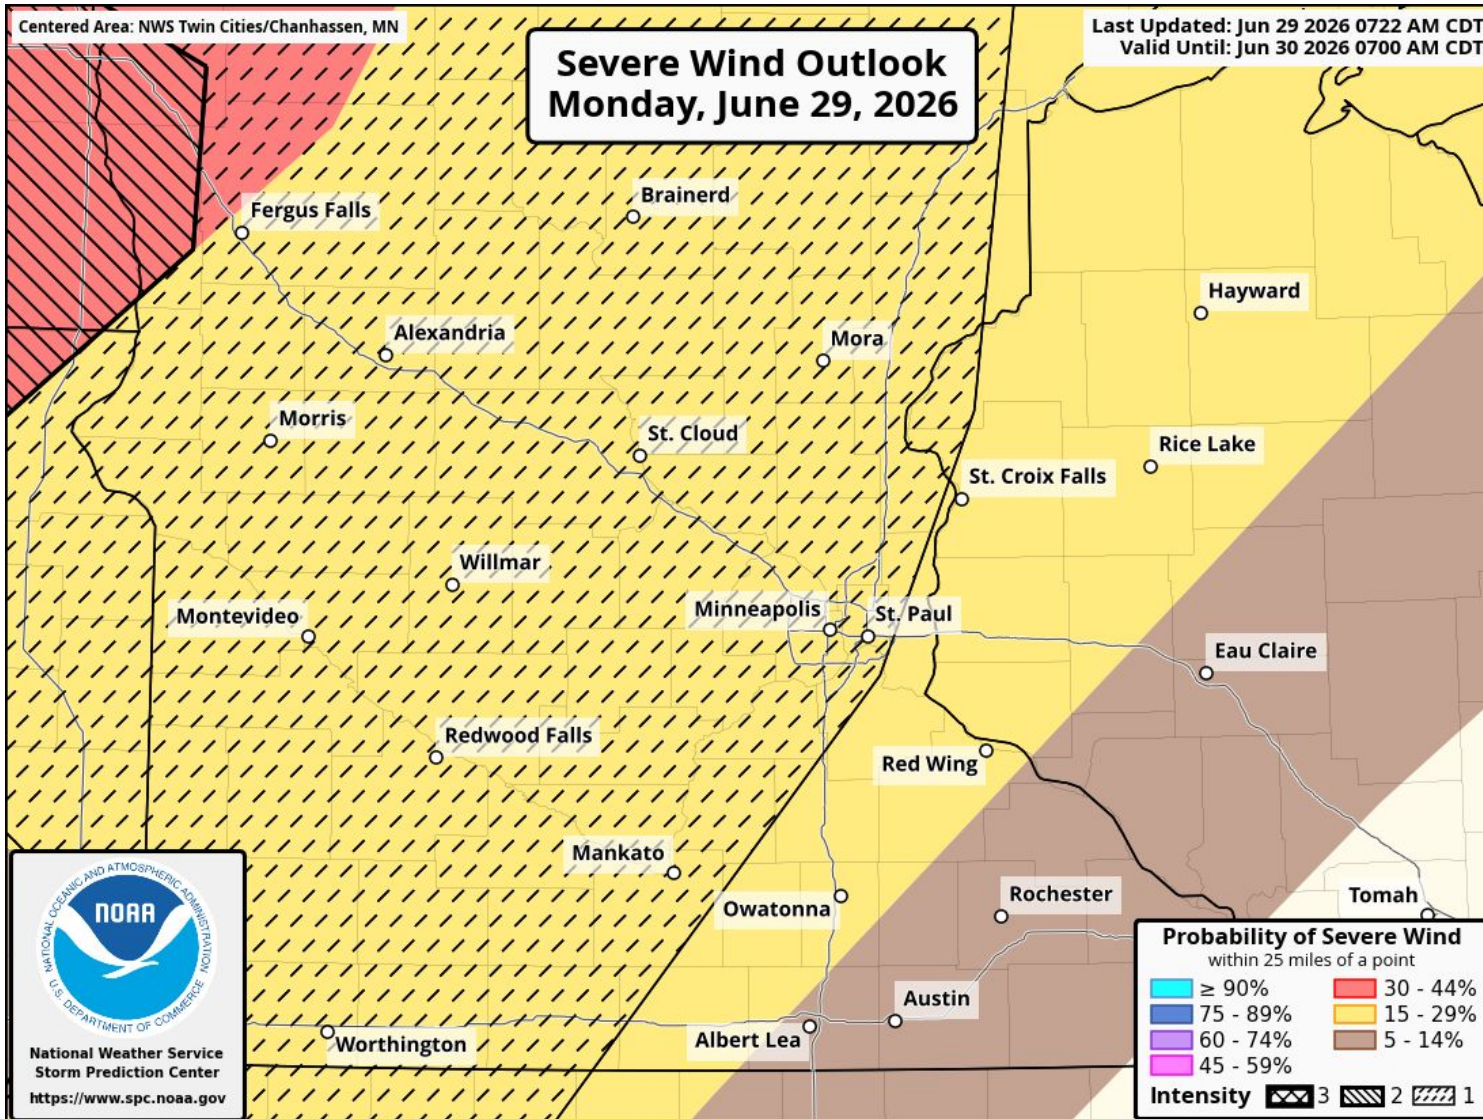 Centered Area: NWS Twin Cities/Chanhassen, MN
Last Updated: Jun 29 2026 0722 AM CDT
Valid Until: Jun 30 2026 0700 AM CDT
Severe Wind Outlook
Monday, June 29, 2026
Brainerd
Fergus Falls
Hayward
Alexandria
Mora
Morris
St. Cloud
Rice Lake
St. Croix Falls
Willmar
Minneapolis
St. Paul
Montevideo
Eau Claire
Redwood Falls
Red Wing
Mankato
Rochester
Tomah
Owatonna
Austin
Albert Lea
Worthington
NATIONAL OCEANIC AND ATMOSPHERIC ADMINISTRATION
NOAA
U.S. DEPARTMENT OF COMMERCE
National Weather Service
Storm Prediction Center
https://www.spc.noaa.gov
Probability of Severe Wind
within 25 miles of a point
≥ 90% 30 - 44%
75 - 89% 15 - 29%
60 - 74% 5 - 14%
45 - 59%
Intensity 3 2 1